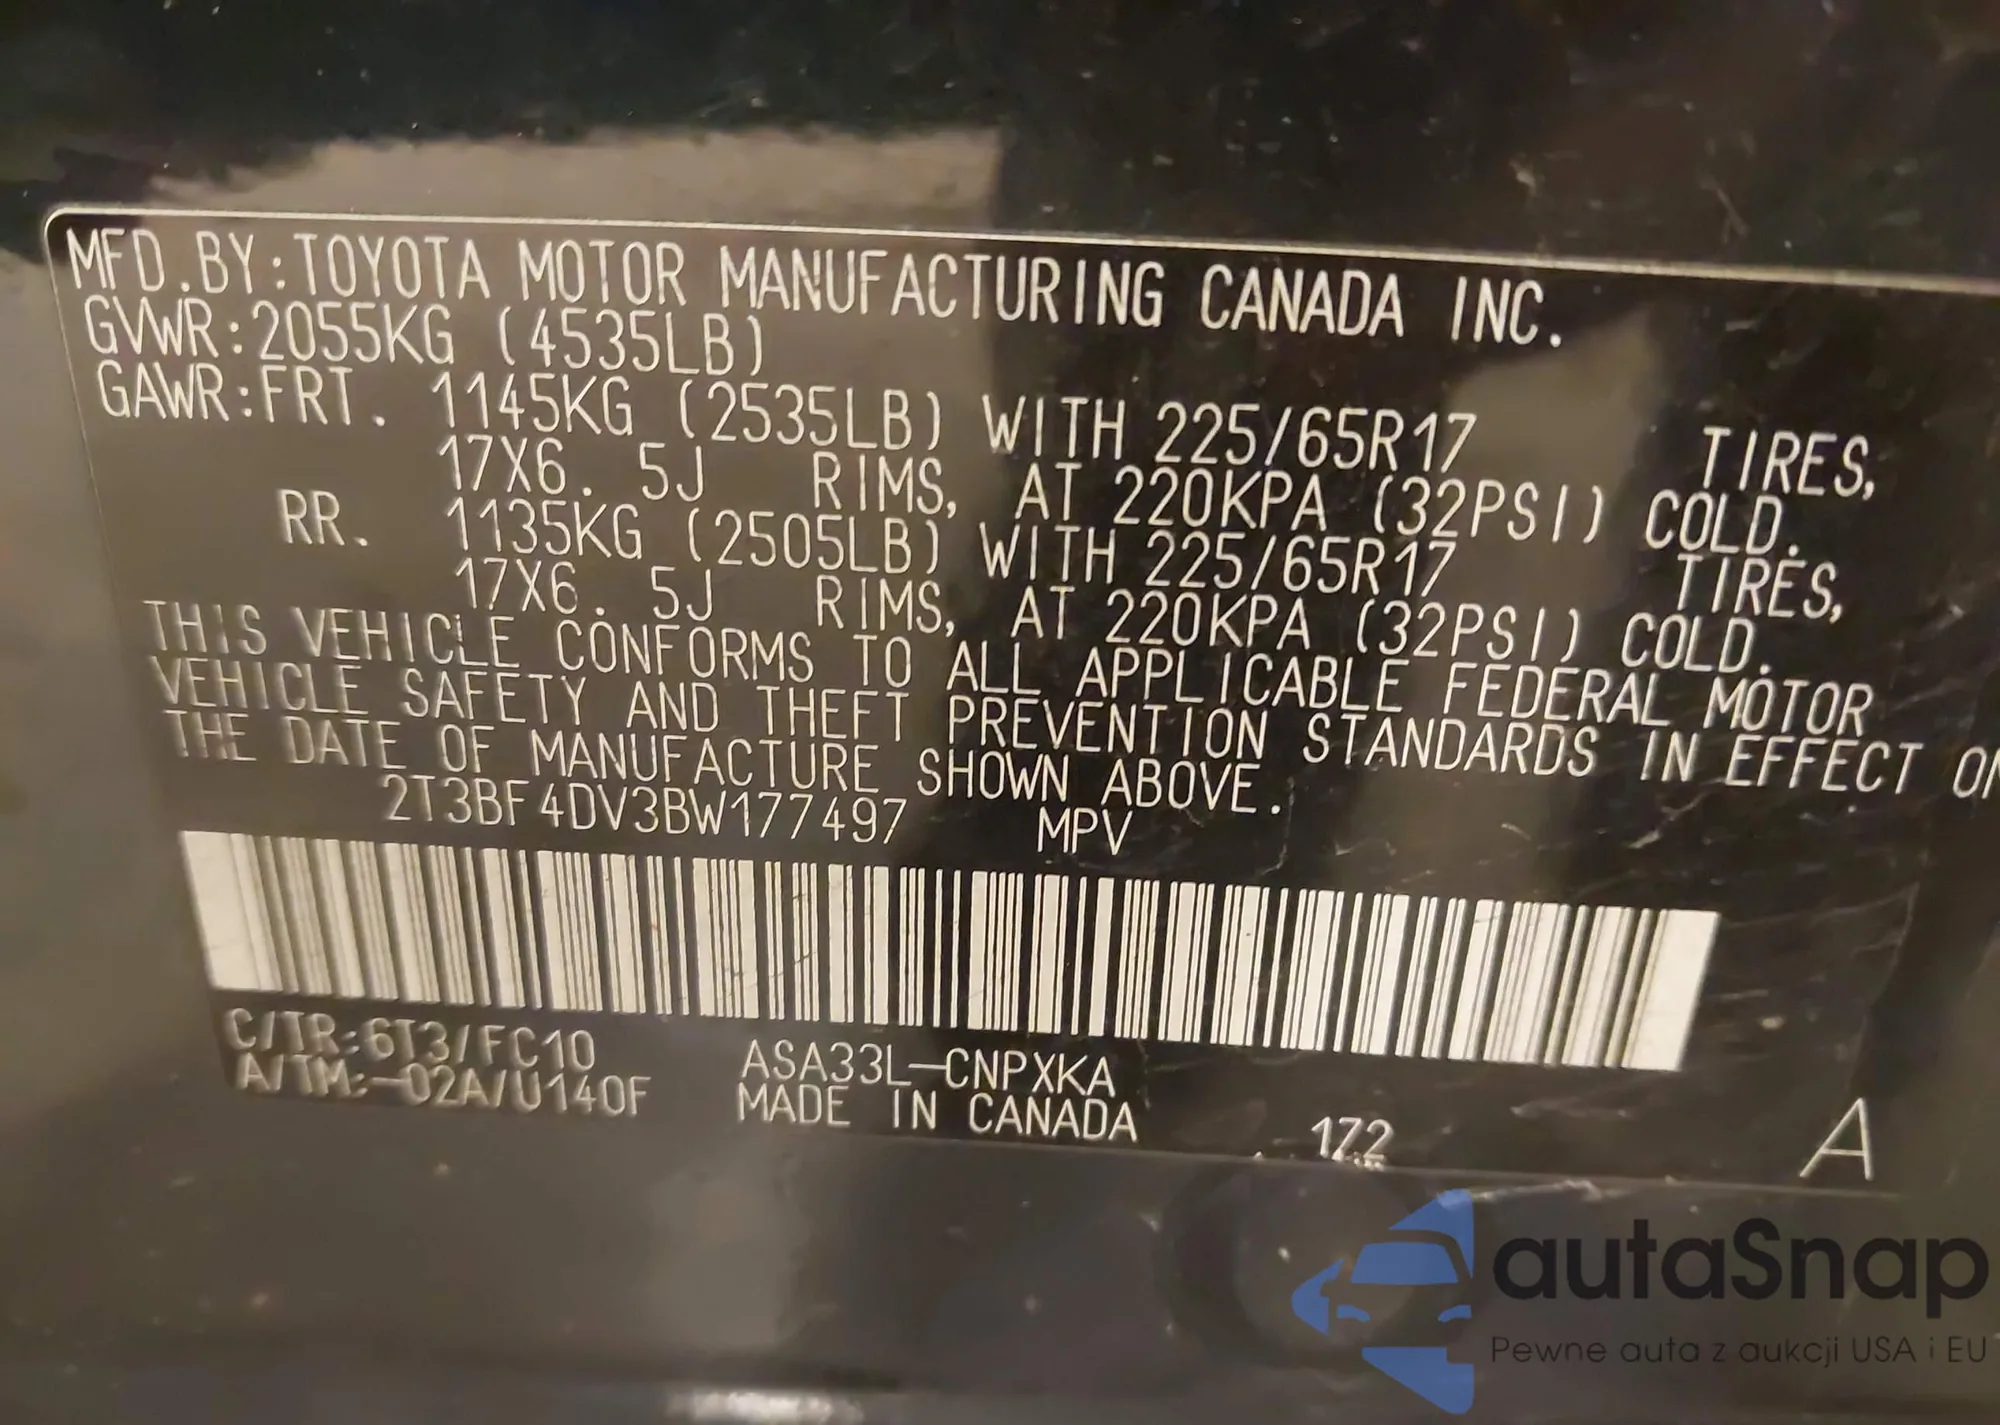 MFD.BY:TOYOTA MOTOR MANUFACTURING CANADA INC.
GVWR:2055KG (4535LB)
GAWR:FRT. 1145KG (2535LB) WITH 225/65R17 TIRES,
17X6.5J RIMS, AT 220KPA (32PSI) COLD.
RR. 1135KG (2505LB) WITH 225/65R17 TIRES,
17X6.5J RIMS, AT 220KPA (32PSI) COLD.
THIS VEHICLE CONFORMS TO ALL APPLICABLE FEDERAL MOTOR
VEHICLE SAFETY AND THEFT PREVENTION STANDARDS IN EFFECT ON
THE DATE OF MANUFACTURE SHOWN ABOVE.
2T3BF4DV3BW177497 MPV
C/TR:6T3/FC10 ASA33L-CNPXKA
A/TM:-02A/U140F MADE IN CANADA
172 A
autaSnap
Pewne auta z aukcji USA i EU